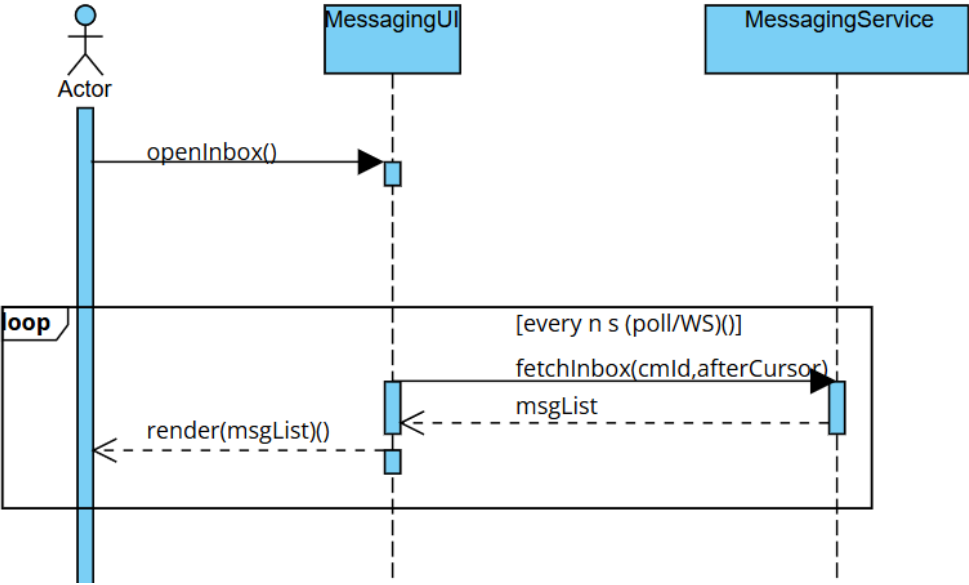 MessagingUI
MessagingService
Actor
openInbox()
loop
[every n s (poll/WS)()]
fetchInbox(cmId,afterCursor)
msgList
render(msgList)()